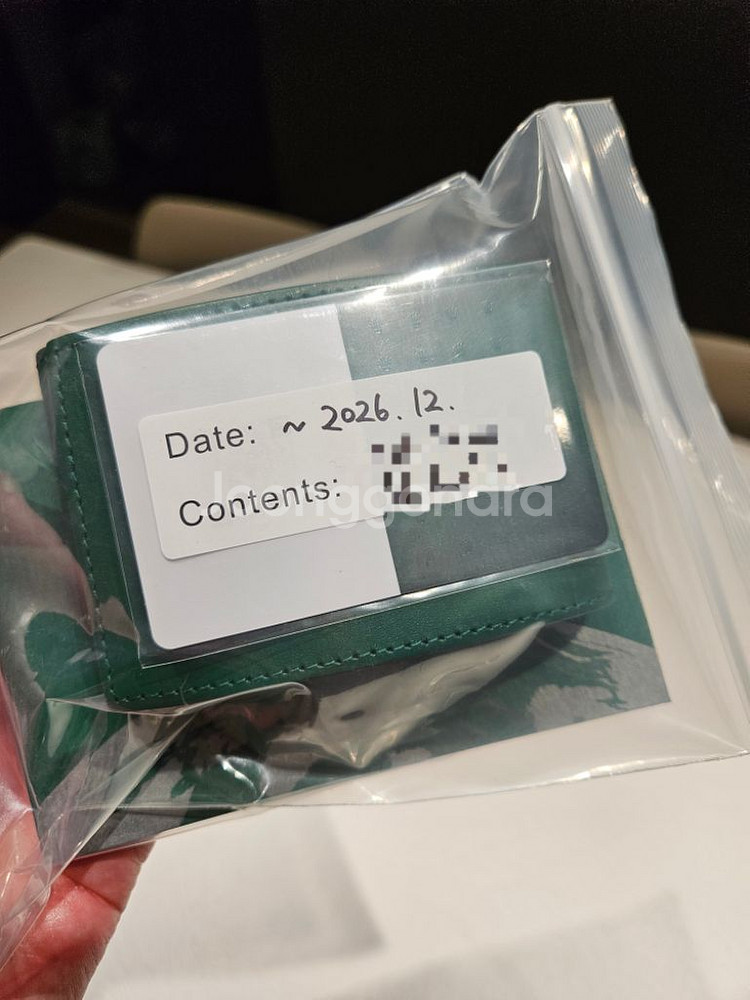 Date: ~ 2026. 12.
Contents: